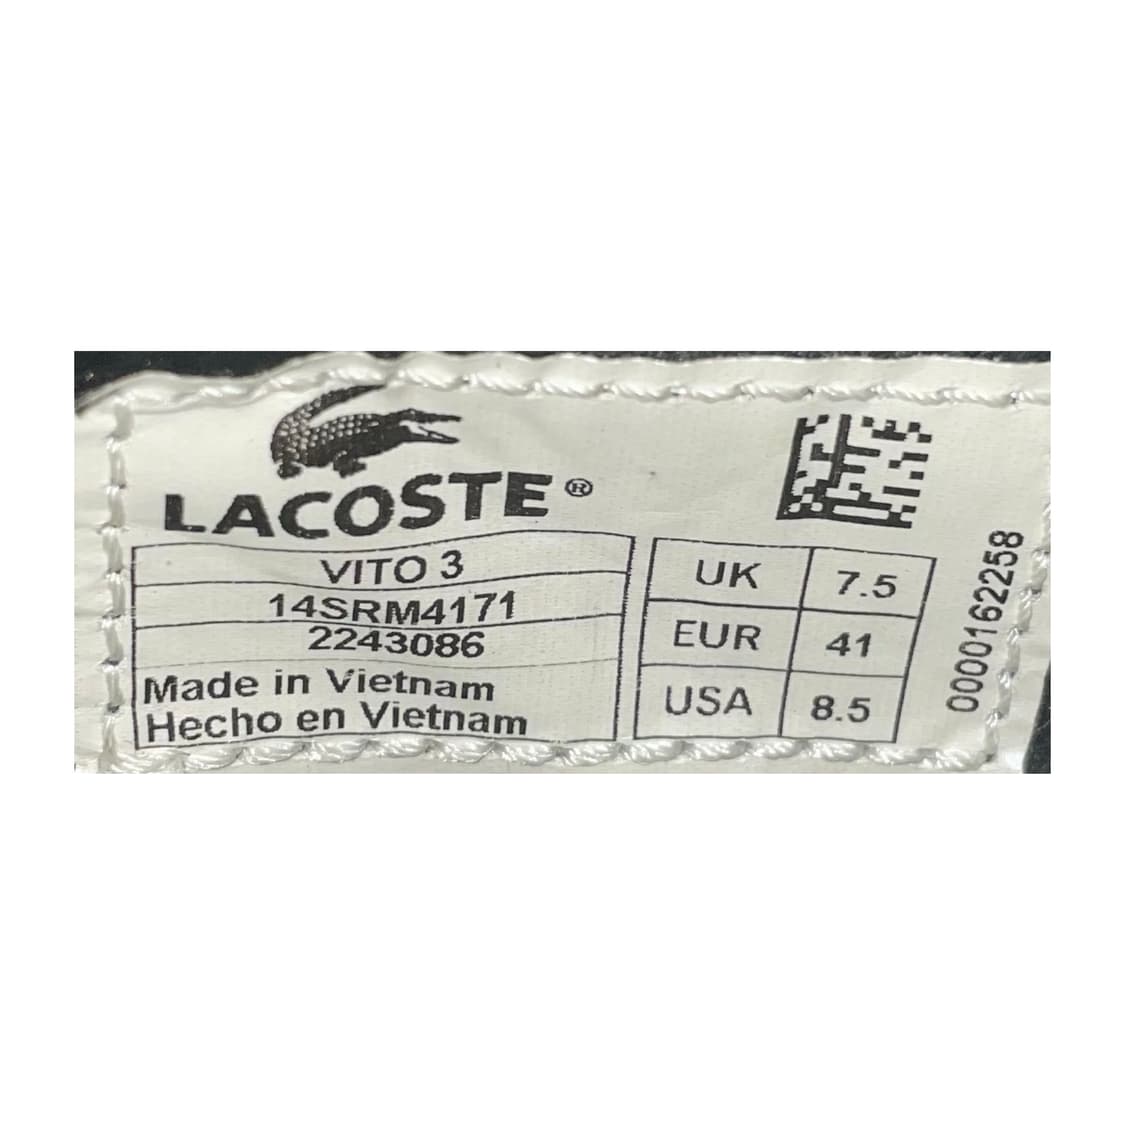 LACOSTE®
VITO 3
14SRM4171
2243086
Made in Vietnam
Hecho en Vietnam
UK 7.5
EUR 41
USA 8.5
0000162258